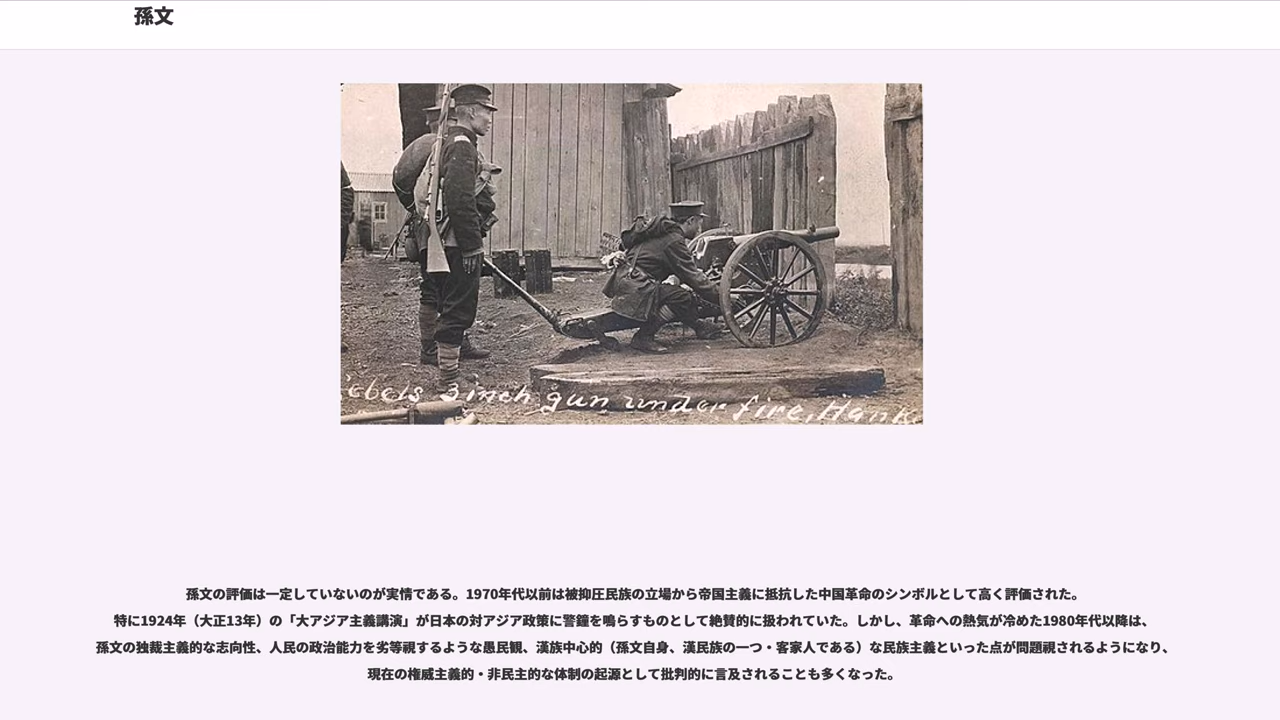 孫文
ebels 3inch gun under fire, Hank
孫文の評価は一定していないのが実情である。1970年代以前は被抑圧民族の立場から帝国主義に抵抗した中国革命のシンボルとして高く評価された。
特に1924年（大正13年）の「大アジア主義講演」が日本の対アジア政策に警鐘を鳴らすものとして絶賛的に扱われていた。しかし、革命への熱気が冷めた1980年代以降は、
孫文の独裁主義的な志向性、人民の政治能力を劣等視するような愚民観、漢族中心的（孫文自身、漢民族の一つ・客家人である）な民族主義といった点が問題視されるようになり、
現在の権威主義的・非民主的な体制の起源として批判的に言及されることも多くなった。